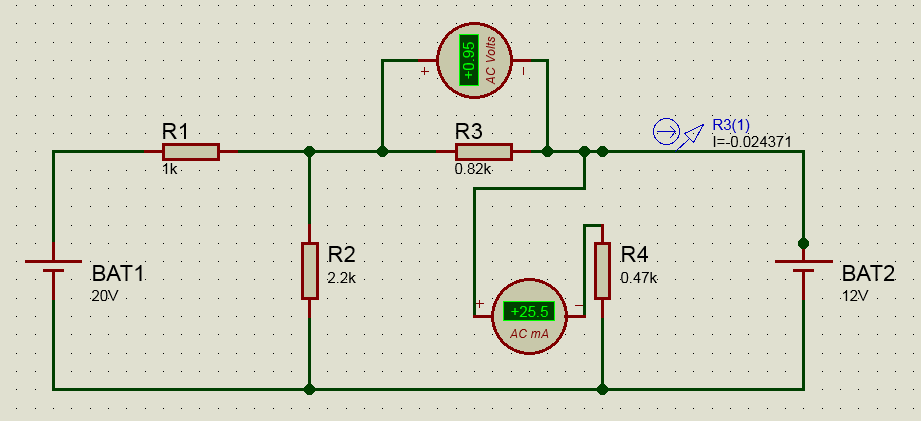 +0.95
AC Volts
+
−
R1
1k
R3
0.82k
R3(1)
I=-0.024371
R2
2.2k
R4
0.47k
BAT1
20V
BAT2
12V
+
−
+25.5
AC mA